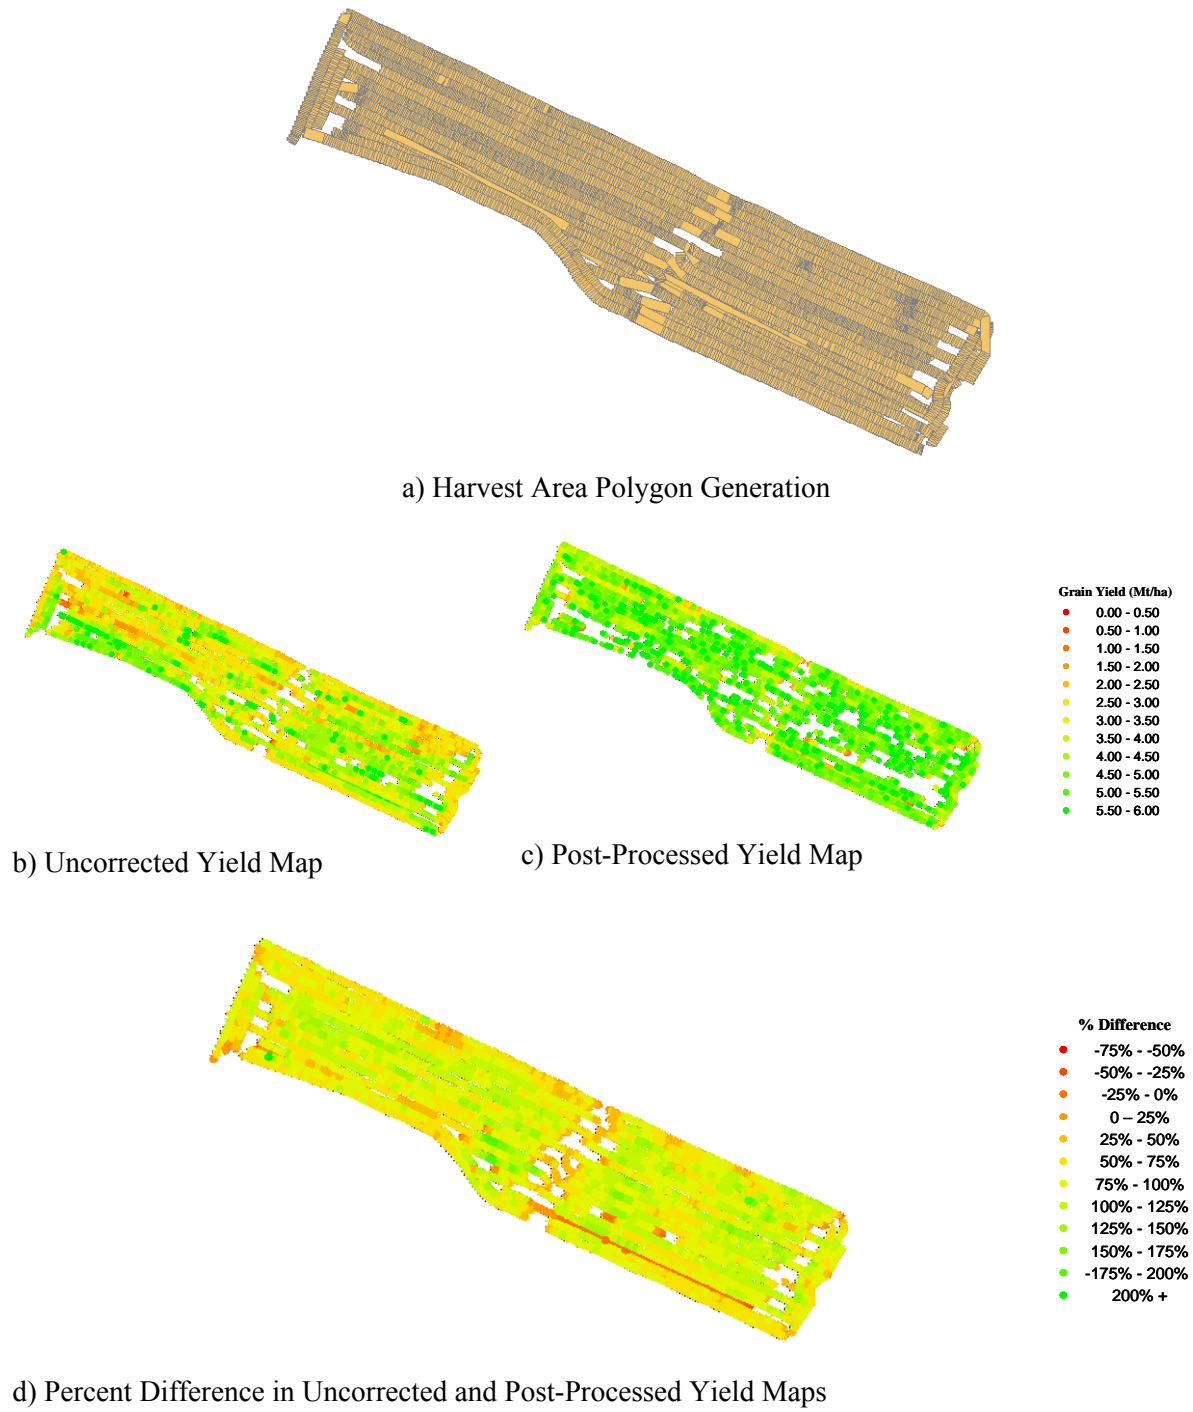 a) Harvest Area Polygon Generation
Grain Yield (Mt/ha)
0.00 - 0.50
0.50 - 1.00
1.00 - 1.50
1.50 - 2.00
2.00 - 2.50
2.50 - 3.00
3.00 - 3.50
3.50 - 4.00
4.00 - 4.50
4.50 - 5.00
5.00 - 5.50
5.50 - 6.00
b) Uncorrected Yield Map
c) Post-Processed Yield Map
% Difference
-75% - -50%
-50% - -25%
-25% - 0%
0 – 25%
25% - 50%
50% - 75%
75% - 100%
100% - 125%
125% - 150%
150% - 175%
-175% - 200%
200% +
d) Percent Difference in Uncorrected and Post-Processed Yield Maps